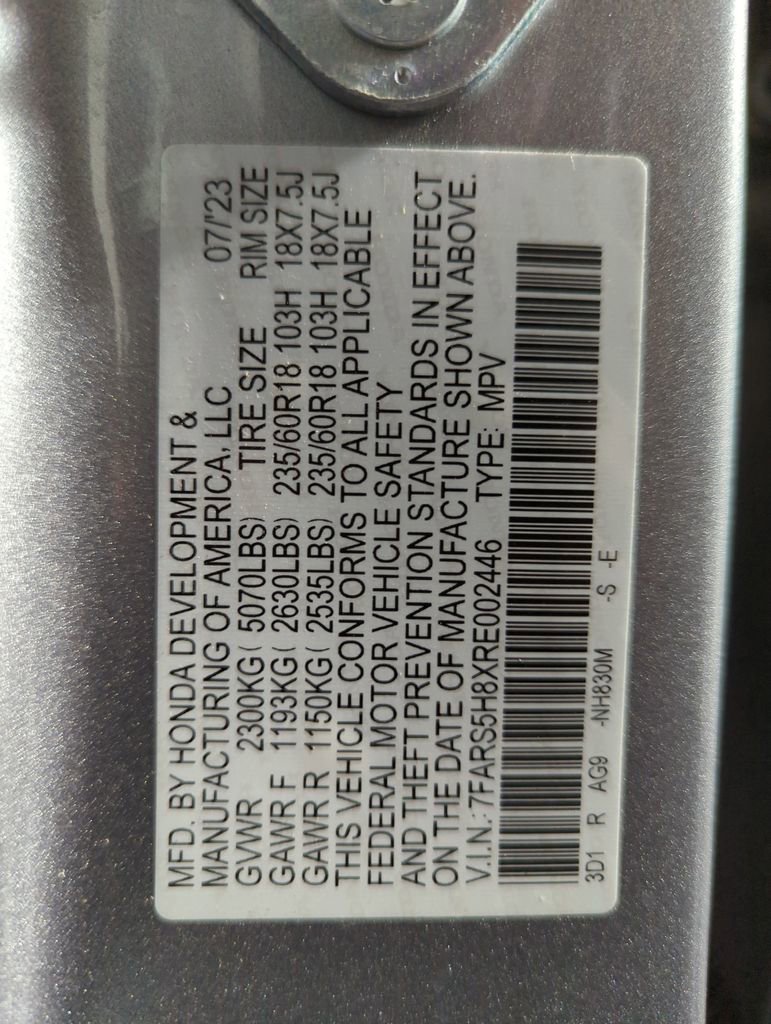 MFD. BY HONDA DEVELOPMENT &
MANUFACTURING OF AMERICA, LLC 07/'23
GVWR 2300KG( 5070LBS) TIRE SIZE RIM SIZE
GAWR F 1193KG( 2630LBS) 235/60R18 103H 18X7.5J
GAWR R 1150KG( 2535LBS) 235/60R18 103H 18X7.5J
THIS VEHICLE CONFORMS TO ALL APPLICABLE
FEDERAL MOTOR VEHICLE SAFETY
AND THEFT PREVENTION STANDARDS IN EFFECT
ON THE DATE OF MANUFACTURE SHOWN ABOVE.
V.I.N.: 7FARS5H8XRE002446 TYPE: MPV
3D1 R AG9 -NH830M -S -E